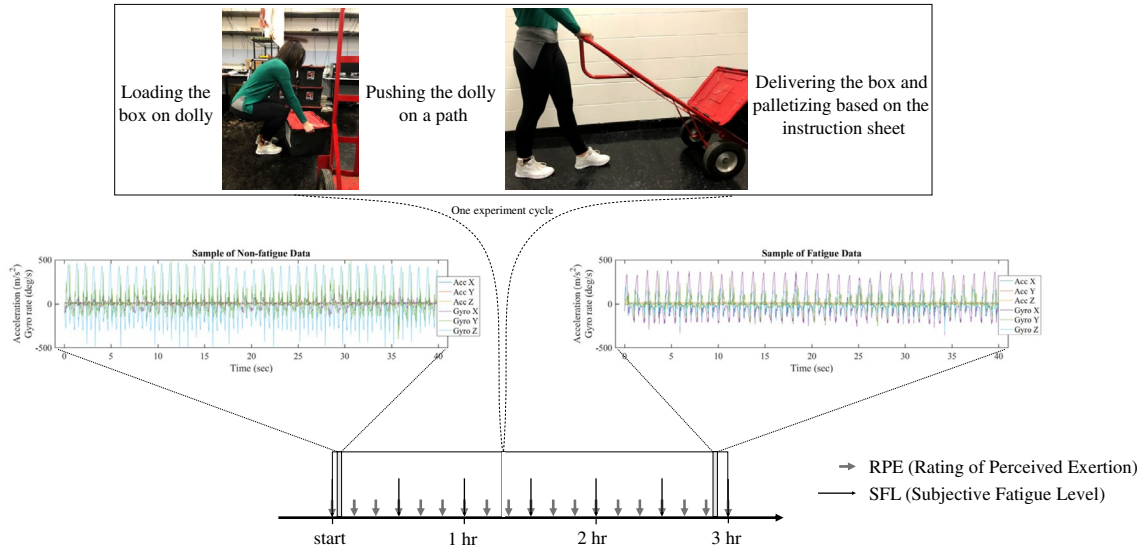 Loading the
box on dolly
Pushing the dolly
on a path
Delivering the box and
palletizing based on the
instruction sheet
One experiment cycle
Sample of Non-fatigue Data
Acceleration (m/s²)
Gyro rate (deg/s)
500
0
-500
0 5 10 15 20 25 30 35 40
Time (sec)
Acc X
Acc Y
Acc Z
Gyro X
Gyro Y
Gyro Z
Sample of Fatigue Data
Acceleration (m/s²)
Gyro rate (deg/s)
500
0
-500
0 5 10 15 20 25 30 35 40
Time (sec)
Acc X
Acc Y
Acc Z
Gyro X
Gyro Y
Gyro Z
RPE (Rating of Perceived Exertion)
SFL (Subjective Fatigue Level)
start 1 hr 2 hr 3 hr